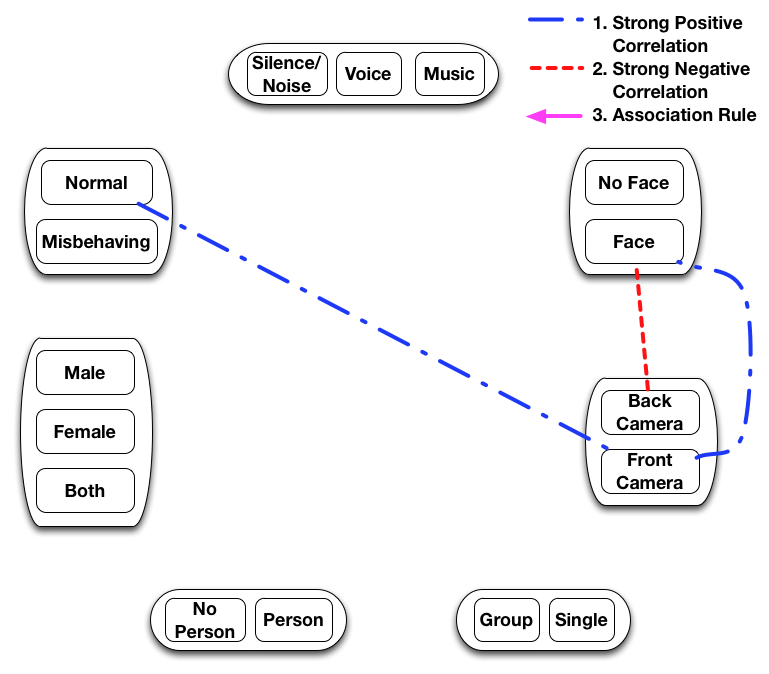 1. Strong Positive
Correlation
2. Strong Negative
Correlation
3. Association Rule
Silence/
Noise
Voice
Music
Normal
Misbehaving
No Face
Face
Male
Female
Both
Back
Camera
Front
Camera
No
Person
Person
Group
Single